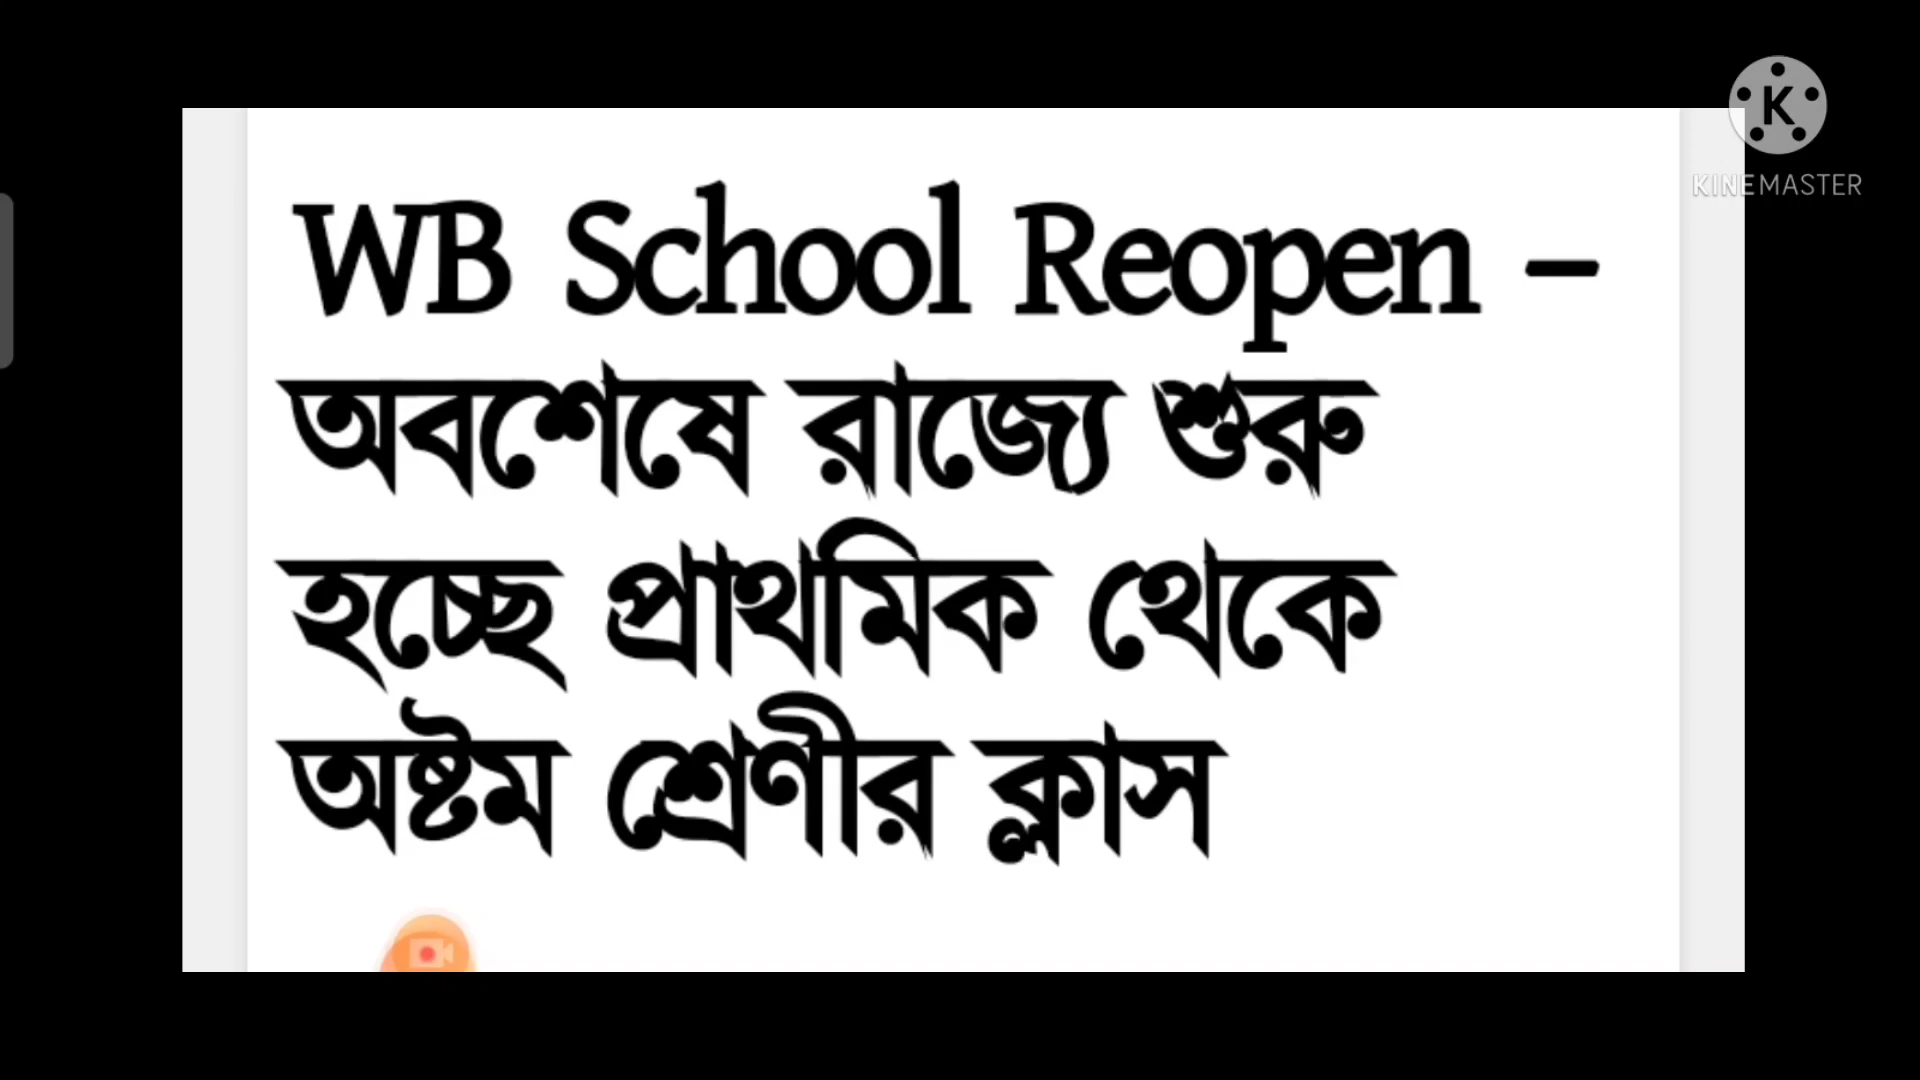 K
KINEMASTER
WB School Reopen –
অবশেষে রাজ্যে শুরু
হচ্ছে প্রাথমিক থেকে
অষ্টম শ্রেণীর ক্লাস